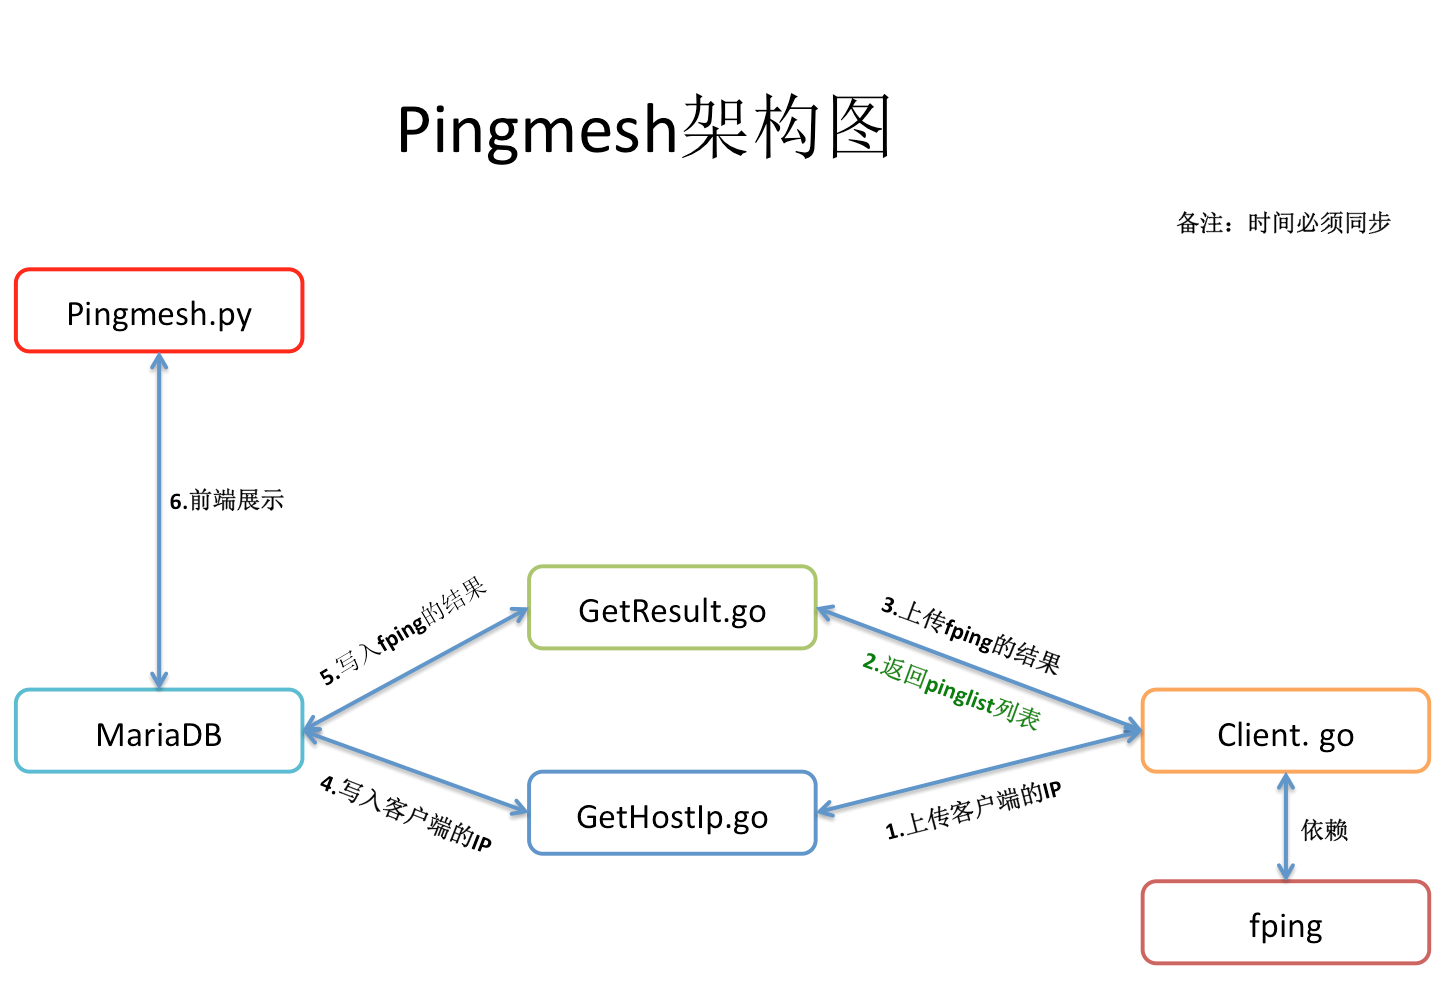 Pingmesh架构图
备注：时间必须同步
Pingmesh.py
6.前端展示
5.写入fping的结果
GetResult.go
3.上传fping的结果
2.返回pinglist列表
MariaDB
Client. go
4.写入客户端的IP
GetHostIp.go
1.上传客户端的IP
依赖
fping